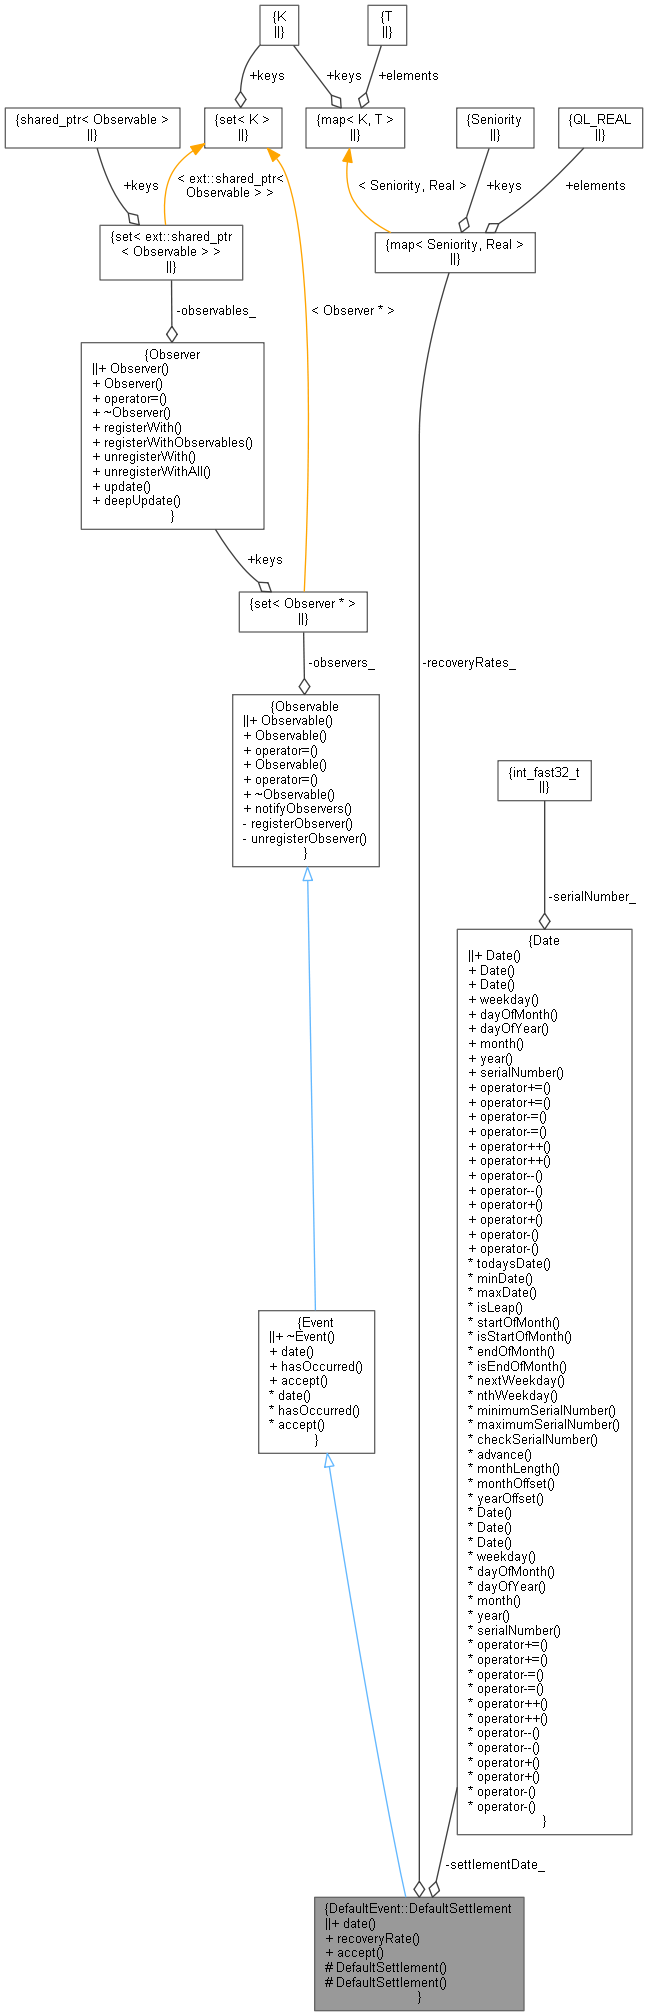 {K
||}
{T
||}
+keys
+keys
+elements
{shared_ptr< Observable >
||}
{set< K >
||}
{map< K, T >
||}
{Seniority
||}
{QL_REAL
||}
+keys
< ext::shared_ptr<
Observable > >
< Seniority, Real >
+keys
+elements
{set< ext::shared_ptr
< Observable > >
||}
{map< Seniority, Real >
||}
-observables_
< Observer * >
{Observer
||+ Observer()
+ Observer()
+ operator=()
+ ~Observer()
+ registerWith()
+ registerWithObservables()
+ unregisterWith()
+ unregisterWithAll()
+ update()
+ deepUpdate()
}
+keys
{set< Observer * >
||}
-observers_
-recoveryRates_
{Observable
||+ Observable()
+ Observable()
+ operator=()
+ Observable()
+ operator=()
+ ~Observable()
+ notifyObservers()
- registerObserver()
- unregisterObserver()
}
{int_fast32_t
||}
-serialNumber_
{Date
||+ Date()
+ Date()
+ Date()
+ weekday()
+ dayOfMonth()
+ dayOfYear()
+ month()
+ year()
+ serialNumber()
+ operator+=()
+ operator+=()
+ operator-=()
+ operator-=()
+ operator++()
+ operator++()
+ operator--()
+ operator--()
+ operator+()
+ operator+()
+ operator-()
+ operator-()
* todaysDate()
* minDate()
* maxDate()
* isLeap()
* startOfMonth()
* isStartOfMonth()
* endOfMonth()
* isEndOfMonth()
* nextWeekday()
* nthWeekday()
* minimumSerialNumber()
* maximumSerialNumber()
* checkSerialNumber()
* advance()
* monthLength()
* monthOffset()
* yearOffset()
* Date()
* Date()
* Date()
* weekday()
* dayOfMonth()
* dayOfYear()
* month()
* year()
* serialNumber()
* operator+=()
* operator+=()
* operator-=()
* operator-=()
* operator++()
* operator++()
* operator--()
* operator--()
* operator+()
* operator+()
* operator-()
* operator-()
}
{Event
||+ ~Event()
+ date()
+ hasOccurred()
+ accept()
* date()
* hasOccurred()
* accept()
}
-settlementDate_
{DefaultEvent::DefaultSettlement
||+ date()
+ recoveryRate()
+ accept()
# DefaultSettlement()
# DefaultSettlement()
}